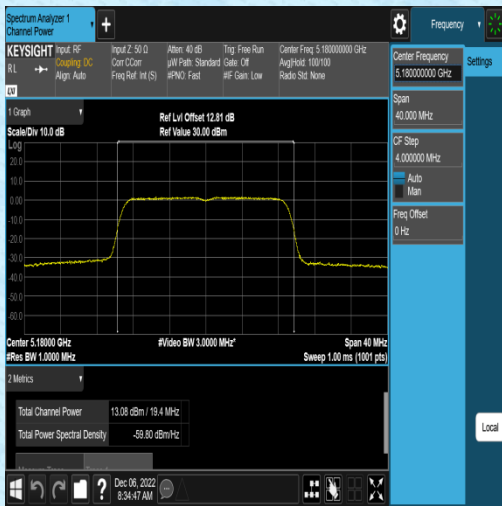 Spectrum Analyzer 1
Channel Power
+
Frequency
KEYSIGHT
Input: RF
Input Z: 50 Ω
Atten: 40 dB
Trig: Free Run
Center Freq: 5.180000000 GHz
RL
Coupling: DC
Corr CCorr
µW Path: Standard
Gate: Off
Avg|Hold: 100/100
Align: Auto
Freq Ref: Int (S)
#PNO: Fast
#IF Gain: Low
Radio Std: None
LXI
Center Frequency
5.180000000 GHz
Settings
Span
40.000 MHz
CF Step
4.000000 MHz
Auto
Man
Freq Offset
0 Hz
Local
1 Graph
Ref Lvl Offset 12.81 dB
Scale/Div 10.0 dB
Ref Value 30.00 dBm
Log
20.0
10.0
0.00
-10.0
-20.0
-30.0
-40.0
-50.0
-60.0
Center 5.18000 GHz
#Video BW 3.0000 MHz*
Span 40 MHz
#Res BW 1.0000 MHz
Sweep 1.00 ms (1001 pts)
2 Metrics
Total Channel Power
13.08 dBm / 19.4 MHz
Total Power Spectral Density
-59.80 dBm/Hz
?
Dec 06, 2022
8:34:47 AM